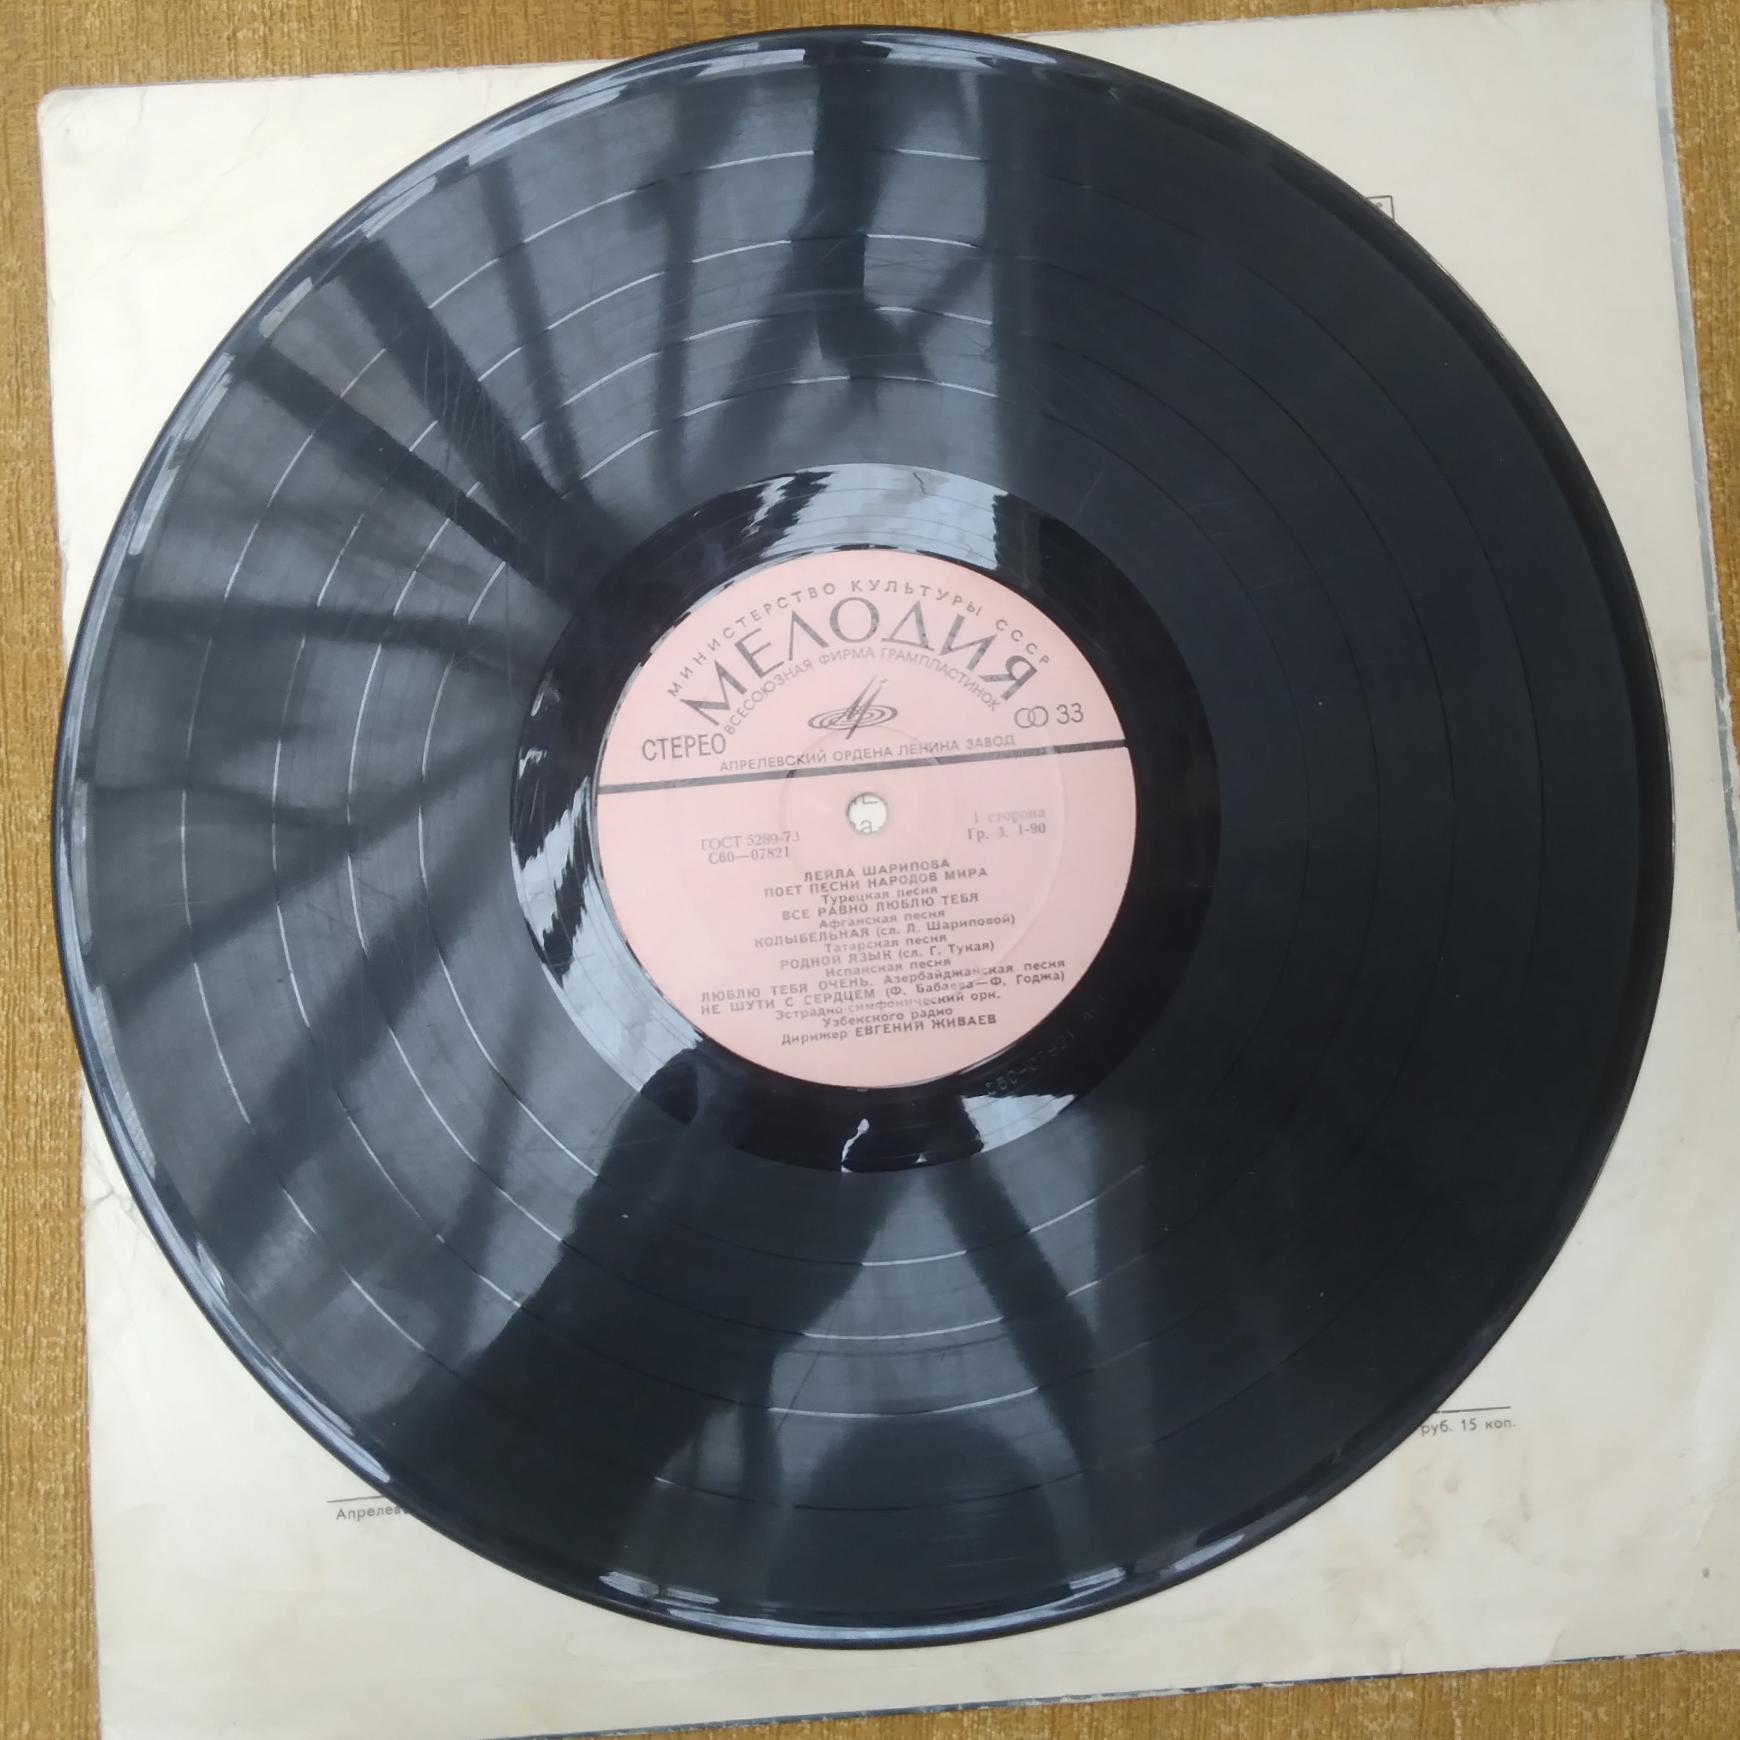 МИНИСТЕРСТВО КУЛЬТУРЫ СССР
МЕЛОДИЯ
ВСЕСОЮЗНАЯ ФИРМА ГРАМПЛАСТИНОК
СТЕРЕО
33
АПРЕЛЕВСКИЙ ОРДЕНА ЛЕНИНА ЗАВОД
ГОСТ 5289-73
С60—07821
1 сторона
Гр. 3. 1-90
ЛЕЙЛА ШАРИПОВА
ПОЕТ ПЕСНИ НАРОДОВ МИРА
Турецкая песня
ВСЕ РАВНО ЛЮБЛЮ ТЕБЯ
Афганская песня
КОЛЫБЕЛЬНАЯ (сл. Л. Шариповой)
Татарская песня
РОДНОЙ ЯЗЫК (сл. Г. Тукая)
Испанская песня
ЛЮБЛЮ ТЕБЯ ОЧЕНЬ. Азербайджанская песня
НЕ ШУТИ С СЕРДЦЕМ (Ф. Бабаева—Ф. Годжа)
Эстрадно-симфонический орк.
Узбекского радио
Дирижер ЕВГЕНИЙ ЖИВАЕВ
руб. 15 коп.